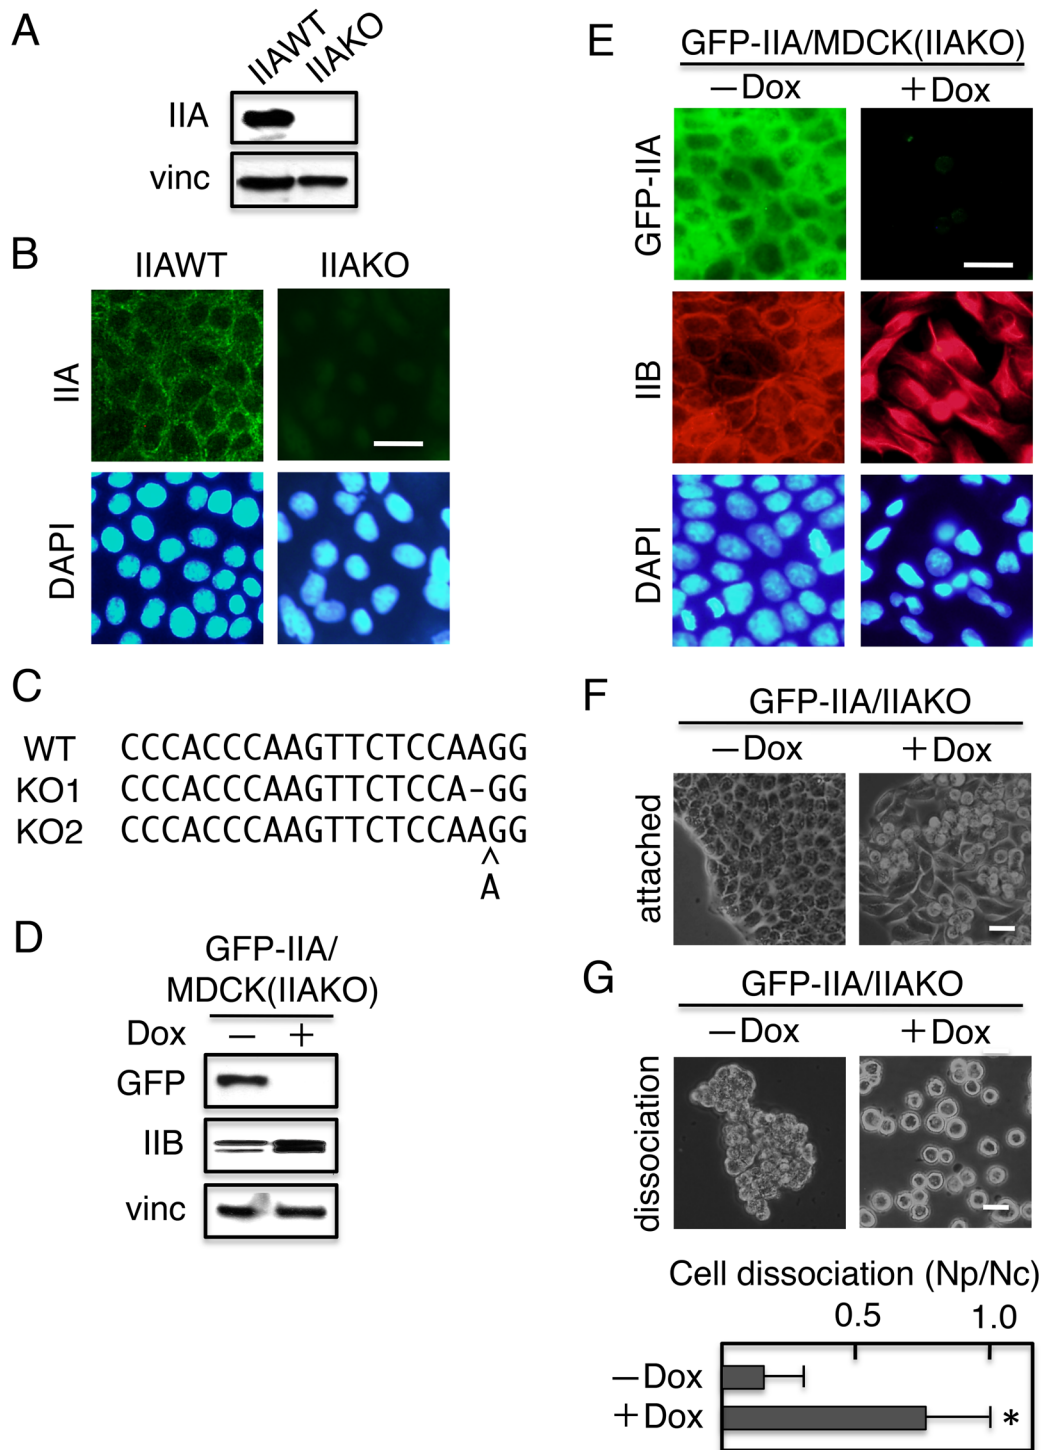 A
IIAWT IIAKO
IIA
vinc
B
IIAWT IIAKO
IIA
DAPI
C
WT CCCACCCAAGTTCTCCAAGG
KO1 CCCACCCAAGTTCTCCA-GG
KO2 CCCACCCAAGTTCTCCAAGG
^
A
D
GFP-IIA/
MDCK(IIAKO)
Dox − +
GFP
IIB
vinc
E
GFP-IIA/MDCK(IIAKO)
−Dox +Dox
GFP-IIA
IIB
DAPI
F
GFP-IIA/IIAKO
−Dox +Dox
attached
G
GFP-IIA/IIAKO
−Dox +Dox
dissociation
Cell dissociation (Np/Nc)
0.5 1.0
−Dox
+Dox *